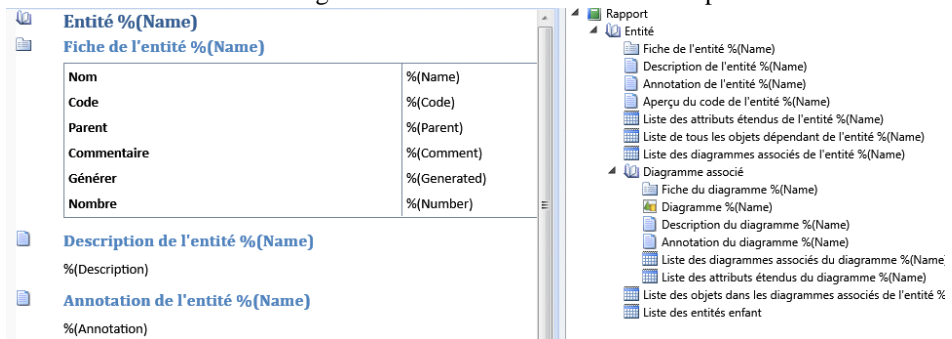 Entité %(Name)
Fiche de l'entité %(Name)
Nom %(Name)
Code %(Code)
Parent %(Parent)
Commentaire %(Comment)
Générer %(Generated)
Nombre %(Number)
Description de l'entité %(Name)
%(Description)
Annotation de l'entité %(Name)
%(Annotation)
Rapport
Entité
Fiche de l'entité %(Name)
Description de l'entité %(Name)
Annotation de l'entité %(Name)
Aperçu du code de l'entité %(Name)
Liste des attributs étendus de l'entité %(Name)
Liste de tous les objets dépendant de l'entité %(Name)
Liste des diagrammes associés de l'entité %(Name)
Diagramme associé
Fiche du diagramme %(Name)
Diagramme %(Name)
Description du diagramme %(Name)
Annotation du diagramme %(Name)
Liste des diagrammes associés du diagramme %(Name)
Liste des attributs étendus du diagramme %(Name)
Liste des objets dans les diagrammes associés de l'entité %
Liste des entités enfant